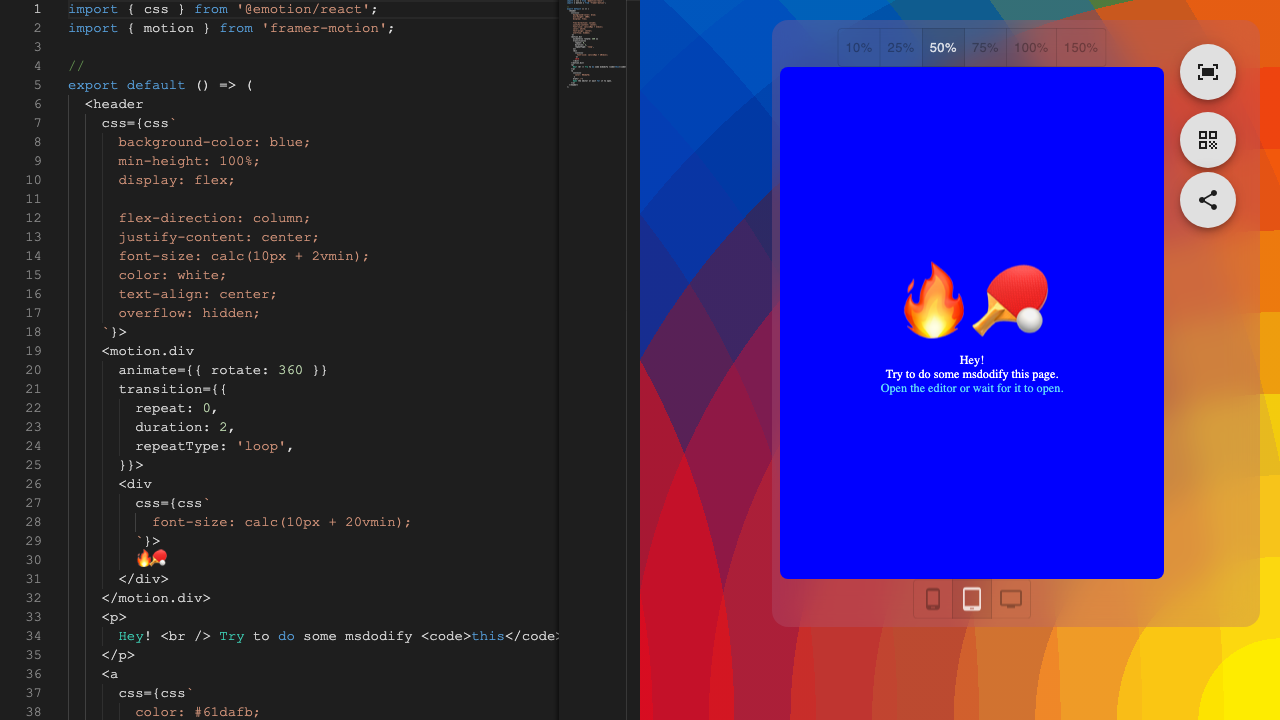 1 import { css } from '@emotion/react';
2 import { motion } from 'framer-motion';
3
4 //
5 export default () => (
6 <header
7 css={css`
8 background-color: blue;
9 min-height: 100%;
10 display: flex;
11
12 flex-direction: column;
13 justify-content: center;
14 font-size: calc(10px + 2vmin);
15 color: white;
16 text-align: center;
17 overflow: hidden;
18 `}>
19 <motion.div
20 animate={{ rotate: 360 }}
21 transition={{
22 repeat: 0,
23 duration: 2,
24 repeatType: 'loop',
25 }}>
26 <div
27 css={css`
28 font-size: calc(10px + 20vmin);
29 `}>
30 🔥🏓
31 </div>
32 </motion.div>
33 <p>
34 Hey! <br /> Try to do some msdodify <code>this</code>
35 </p>
36 <a
37 css={css`
38 color: #61dafb;
10% 25% 50% 75% 100% 150%
🔥🏓
Hey!
Try to do some msdodify this page.
Open the editor or wait for it to open.